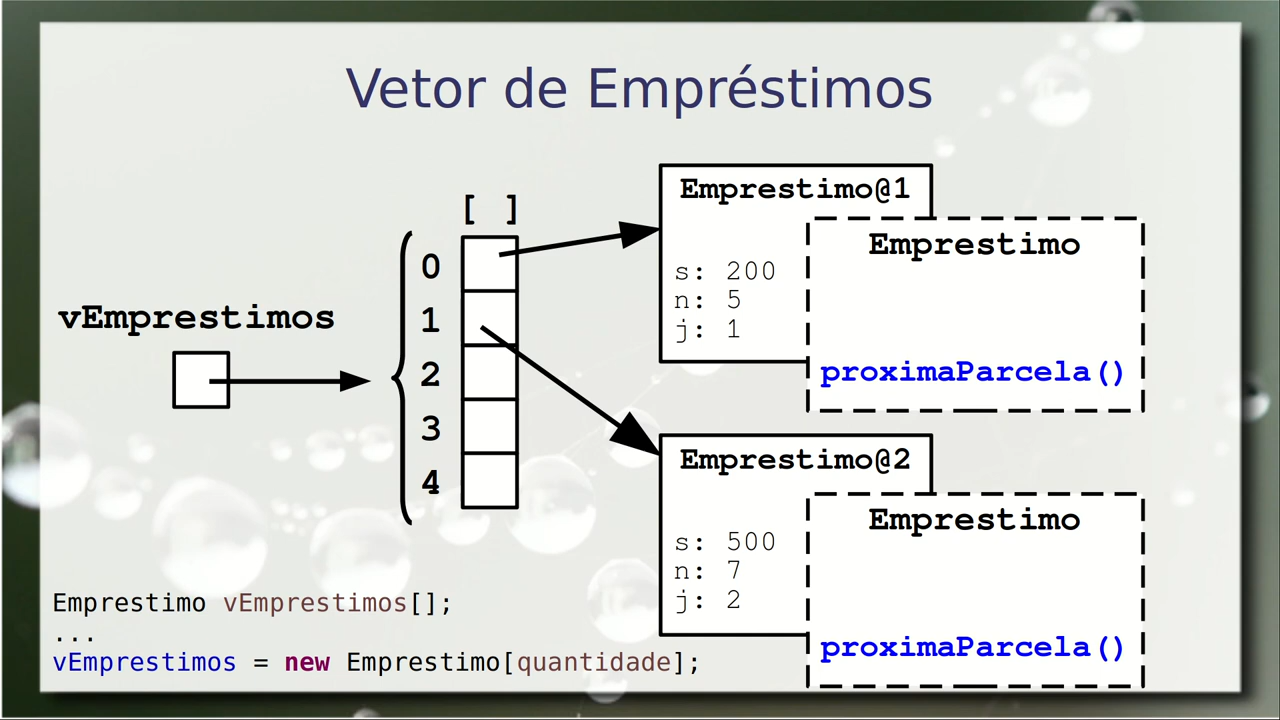 Vetor de Empréstimos
[ ]
vEmprestimos
0
1
2
3
4
Emprestimo@1
s: 200
n: 5
j: 1
Emprestimo
proximaParcela()
Emprestimo@2
s: 500
n: 7
j: 2
Emprestimo
proximaParcela()
Emprestimo vEmprestimos[];
...
vEmprestimos = new Emprestimo[quantidade];